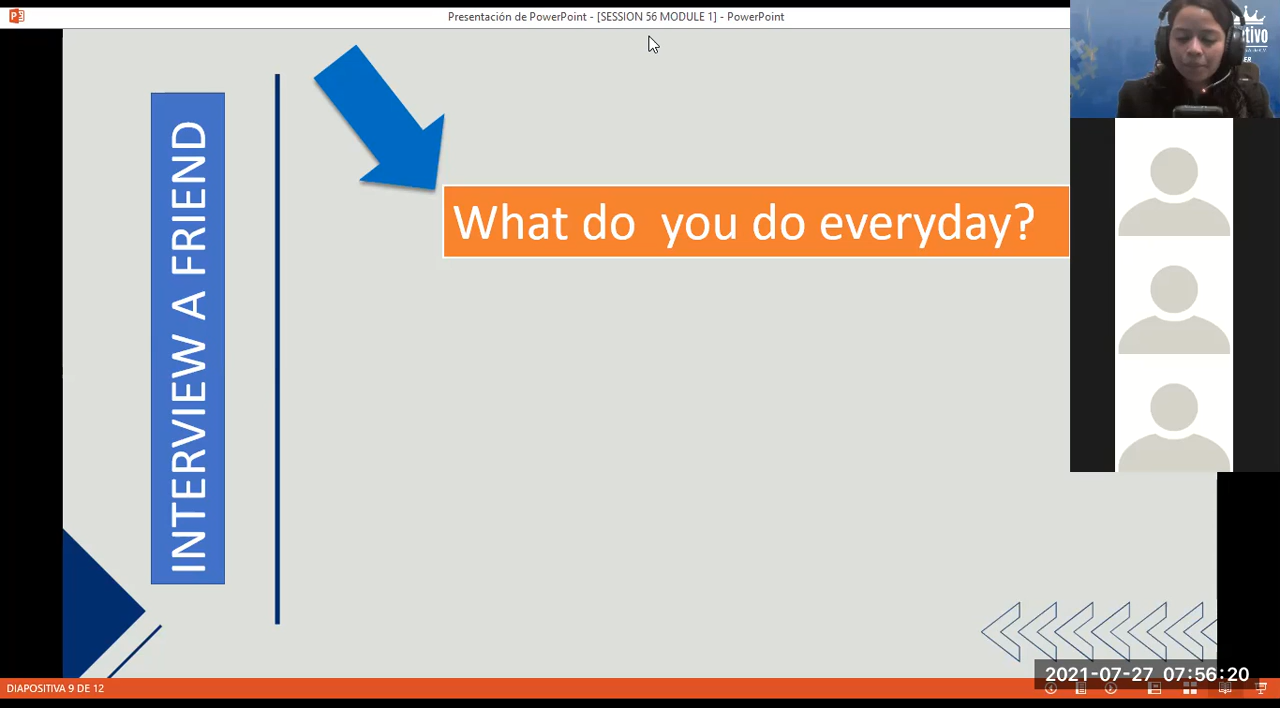 Presentación de PowerPoint - [SESSION 56 MODULE 1] - PowerPoint
INTERVIEW A FRIEND
What do  you do everyday?
2021-07-27 07:56:20
DIAPOSITIVA 9 DE 12